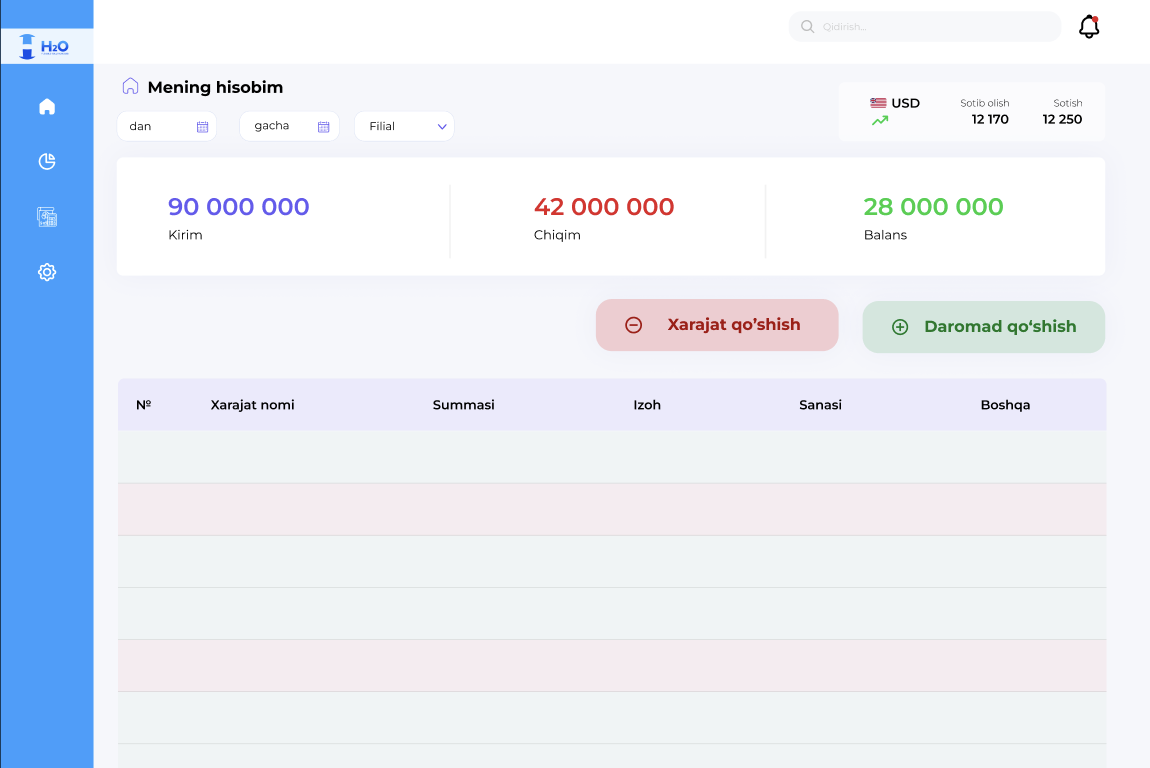 H2O
Qidirish...
Mening hisobim
dan
gacha
Filial
USD
Sotib olish
Sotish
12 170
12 250
90 000 000
42 000 000
28 000 000
Kirim
Chiqim
Balans
Xarajat qo’shish
Daromad qo‘shish
№ Xarajat nomi Summasi Izoh Sanasi Boshqa